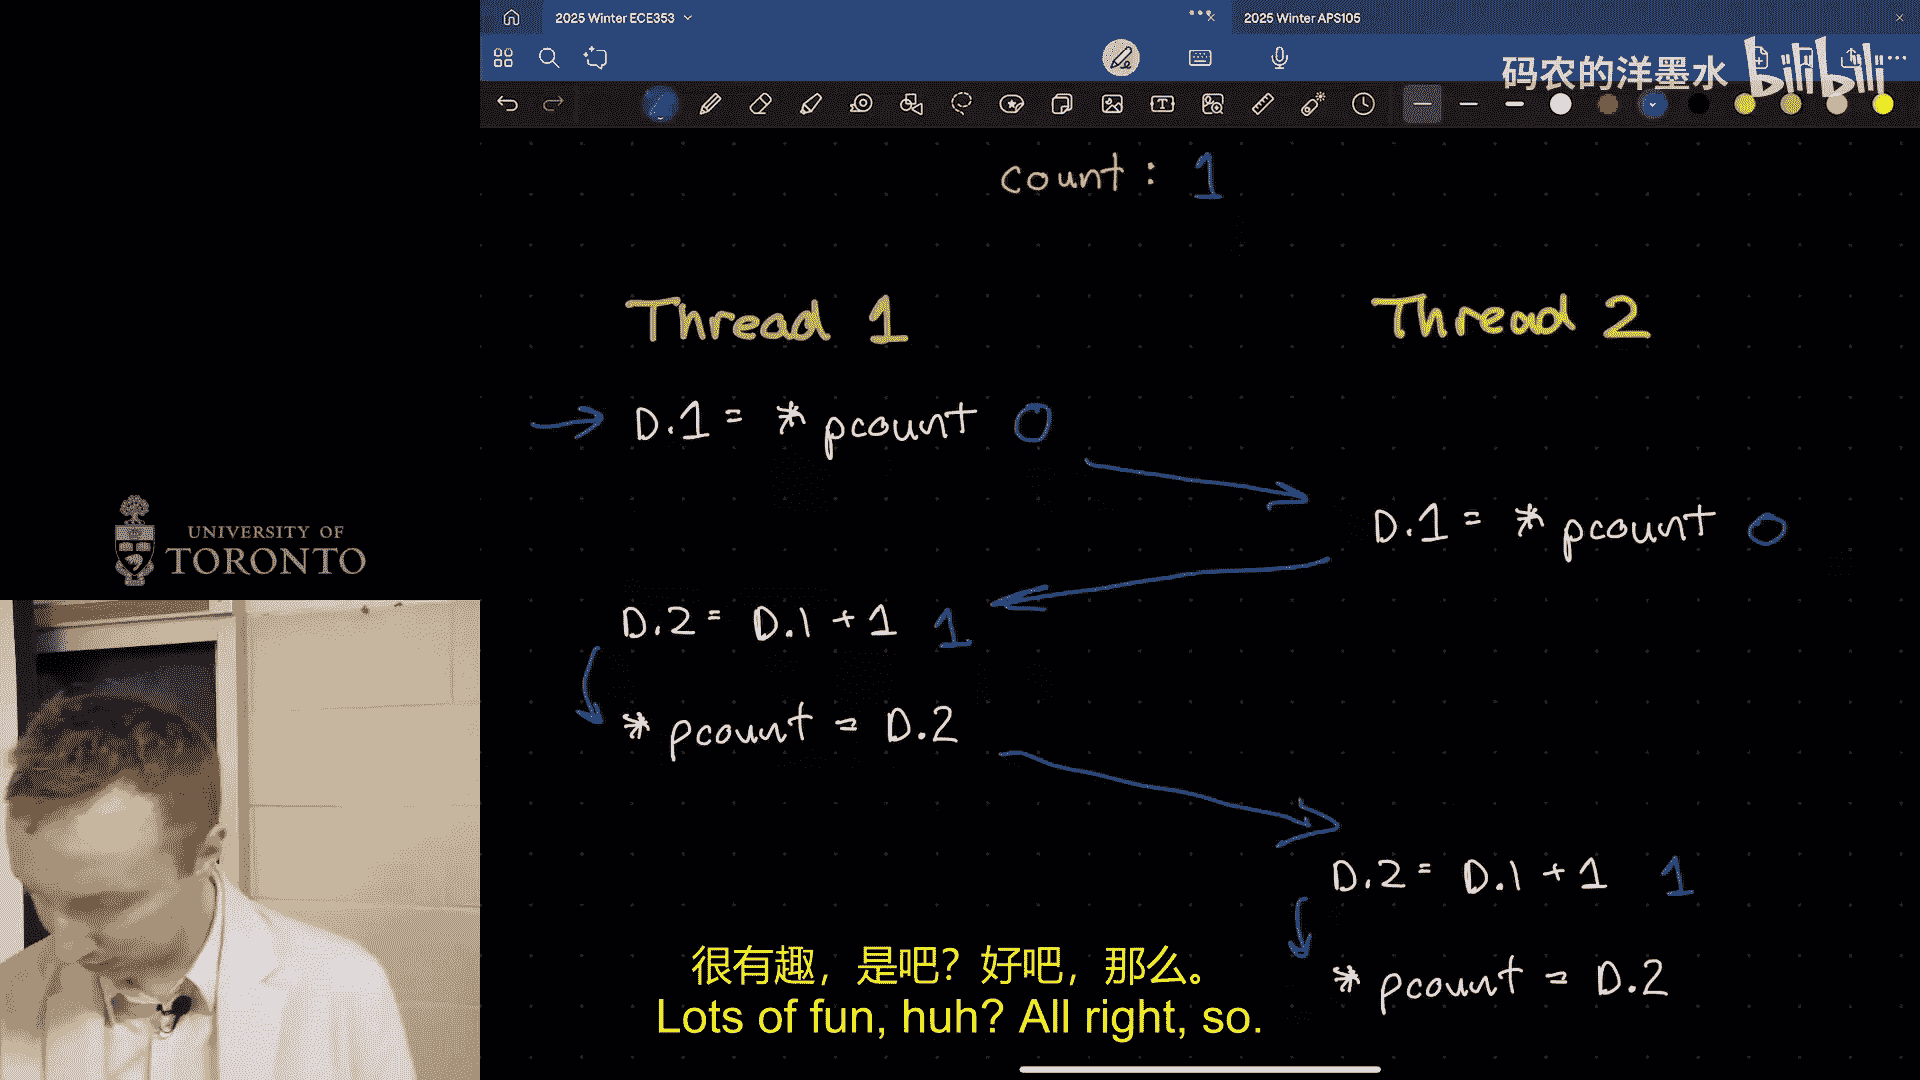 2025 Winter ECE353
2025 Winter APS105
码农的洋墨水 bilibili
count: 1
Thread 1
Thread 2
D.1 = * pcount 0
D.1 = * pcount 0
UNIVERSITY OF
TORONTO
D.2 = D.1 + 1 1
* pcount = D.2
D.2 = D.1 + 1 1
* pcount = D.2
很有趣，是吧？好吧，那么。
Lots of fun, huh? All right, so.